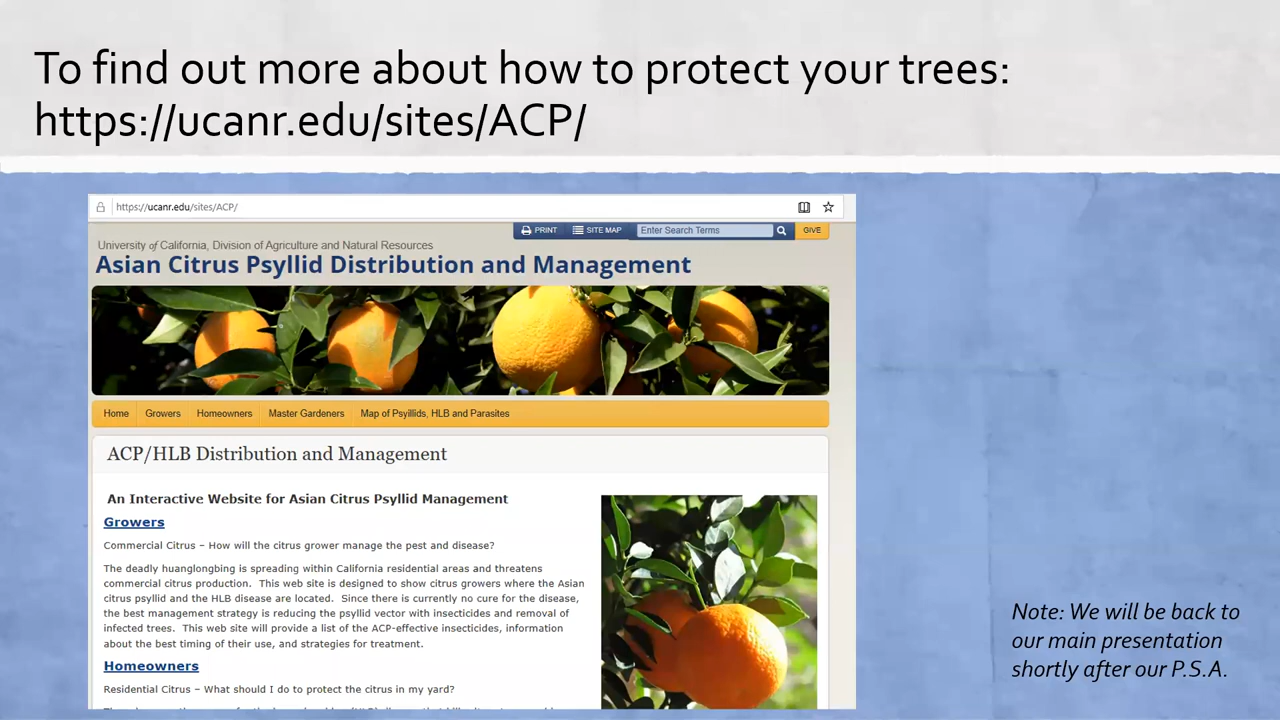 To find out more about how to protect your trees:
https://ucanr.edu/sites/ACP/
https://ucanr.edu/sites/ACP/
PRINT SITE MAP Enter Search Terms GIVE
University of California, Division of Agriculture and Natural Resources
Asian Citrus Psyllid Distribution and Management
Home Growers Homeowners Master Gardeners Map of Psyillids, HLB and Parasites
ACP/HLB Distribution and Management
An Interactive Website for Asian Citrus Psyllid Management
Growers
Commercial Citrus – How will the citrus grower manage the pest and disease?
The deadly huanglongbing is spreading within California residential areas and threatens
commercial citrus production. This web site is designed to show citrus growers where the Asian
citrus psyllid and the HLB disease are located. Since there is currently no cure for the disease,
the best management strategy is reducing the psyllid vector with insecticides and removal of
infected trees. This web site will provide a list of the ACP-effective insecticides, information
about the best timing of their use, and strategies for treatment.
Homeowners
Residential Citrus – What should I do to protect the citrus in my yard?
Note: We will be back to
our main presentation
shortly after our P.S.A.